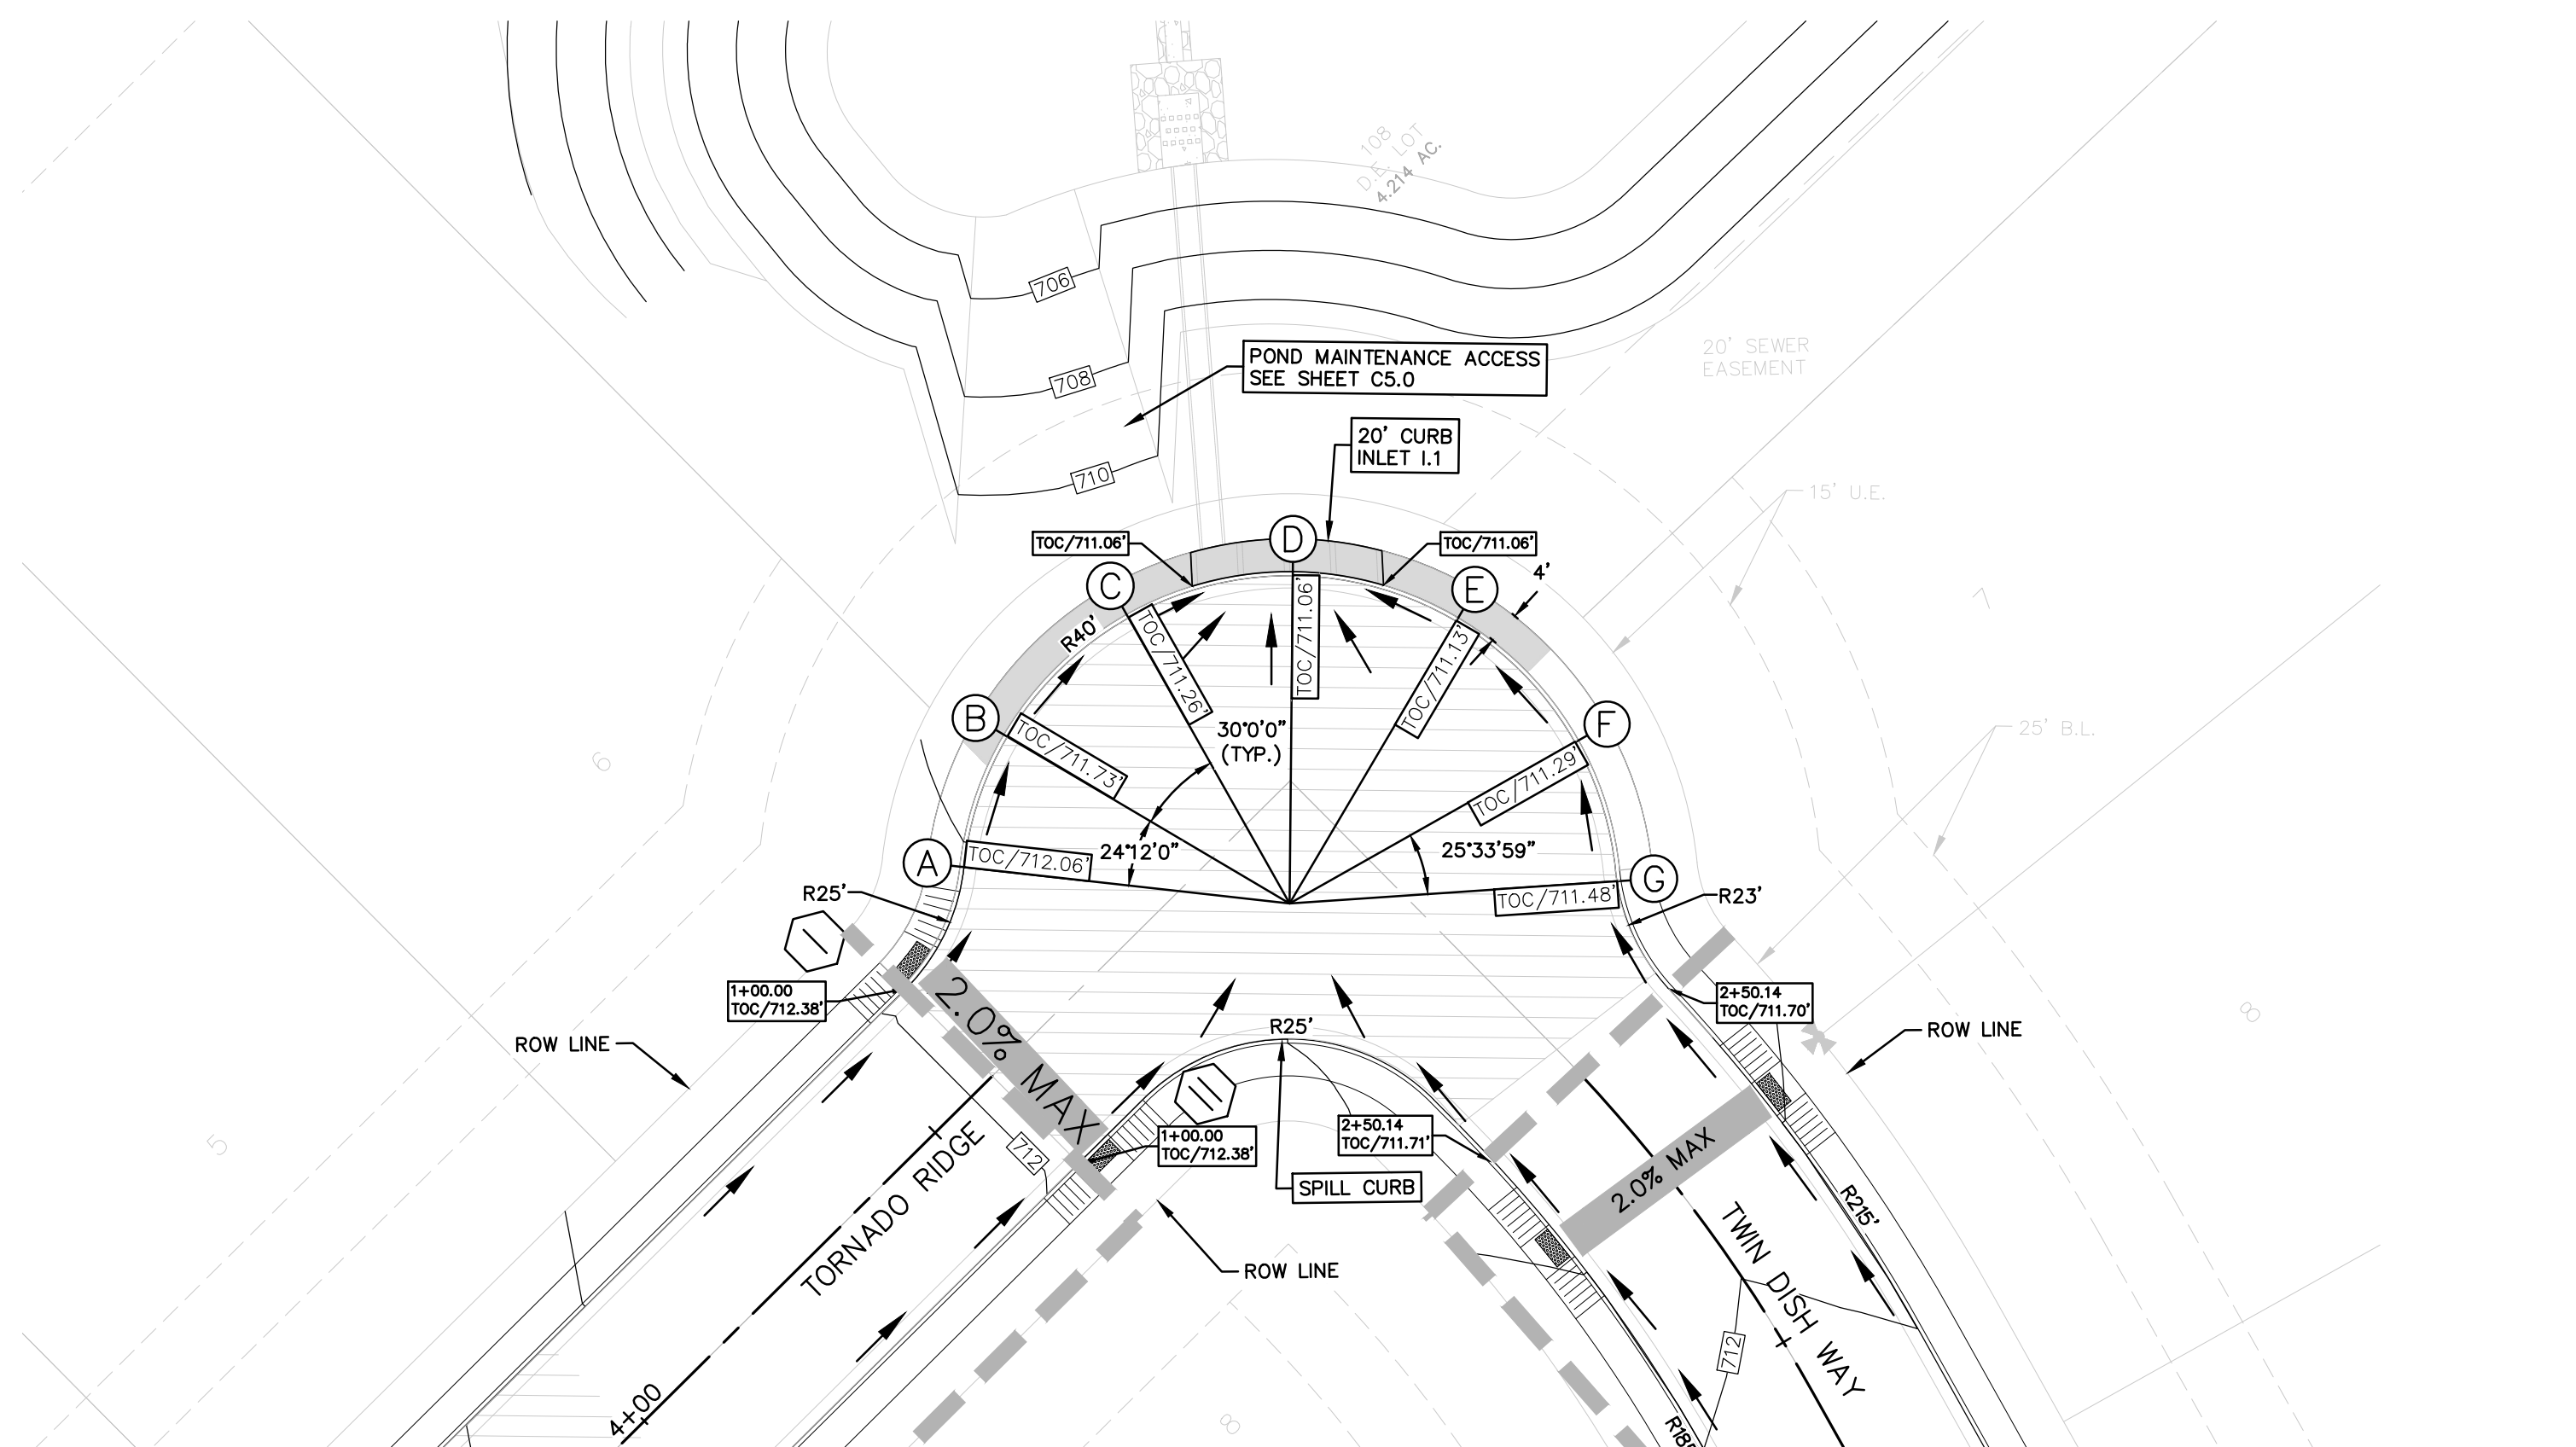 108
D.E. LOT
4.214 AC.
706
POND MAINTENANCE ACCESS
SEE SHEET C5.0
20' SEWER
EASEMENT
708
20' CURB
INLET I.1
710
15' U.E.
TOC/711.06'
D
TOC/711.06'
4'
C
E
R40'
TOC/711.26'
TOC/711.06'
TOC/711.13'
7
B
F
25' B.L.
30°0'0"
(TYP.)
TOC/711.73'
TOC/711.29'
6
A
TOC/712.06'
24°12'0"
25°33'59"
G
TOC/711.48'
R25'
R23'
I
1+00.00
TOC/712.38'
2.0% MAX
2+50.14
TOC/711.70'
8
R25'
ROW LINE
ROW LINE
II
5
712
1+00.00
TOC/712.38'
2+50.14
TOC/711.71'
2.0% MAX
SPILL CURB
TORNADO RIDGE
R215'
ROW LINE
TWIN DISH WAY
712
4+00
8